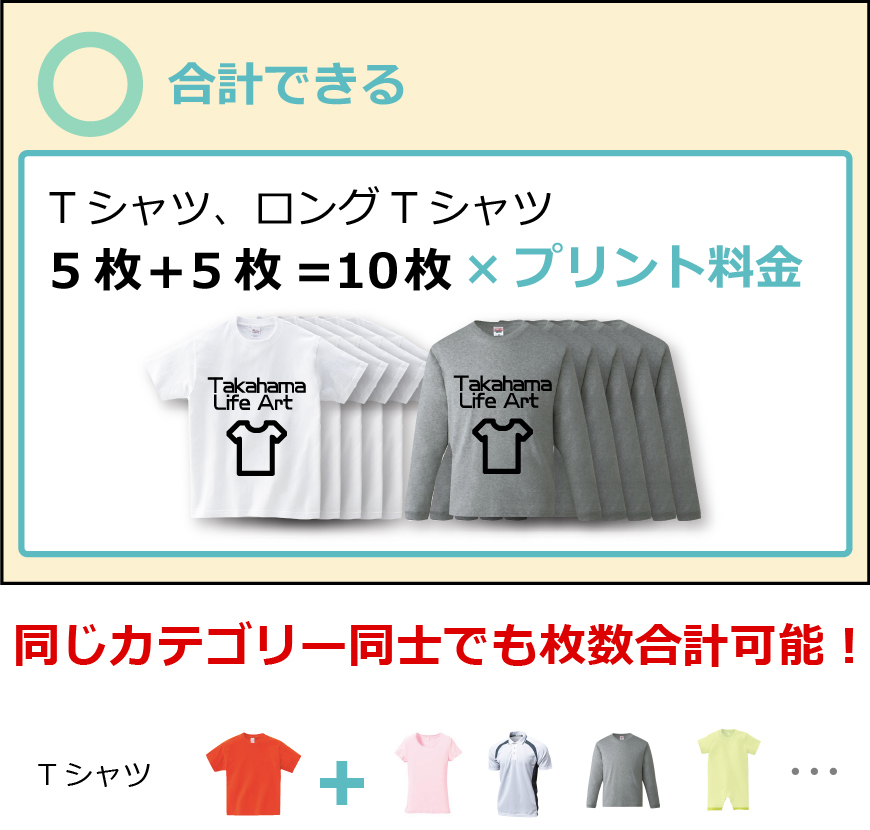 合計できる
Tシャツ、ロングTシャツ
5枚+5枚=10枚×プリント料金
Takahama
Life Art
Takahama
Life Art
同じカテゴリー同士でも枚数合計可能！
Tシャツ
+
･･･